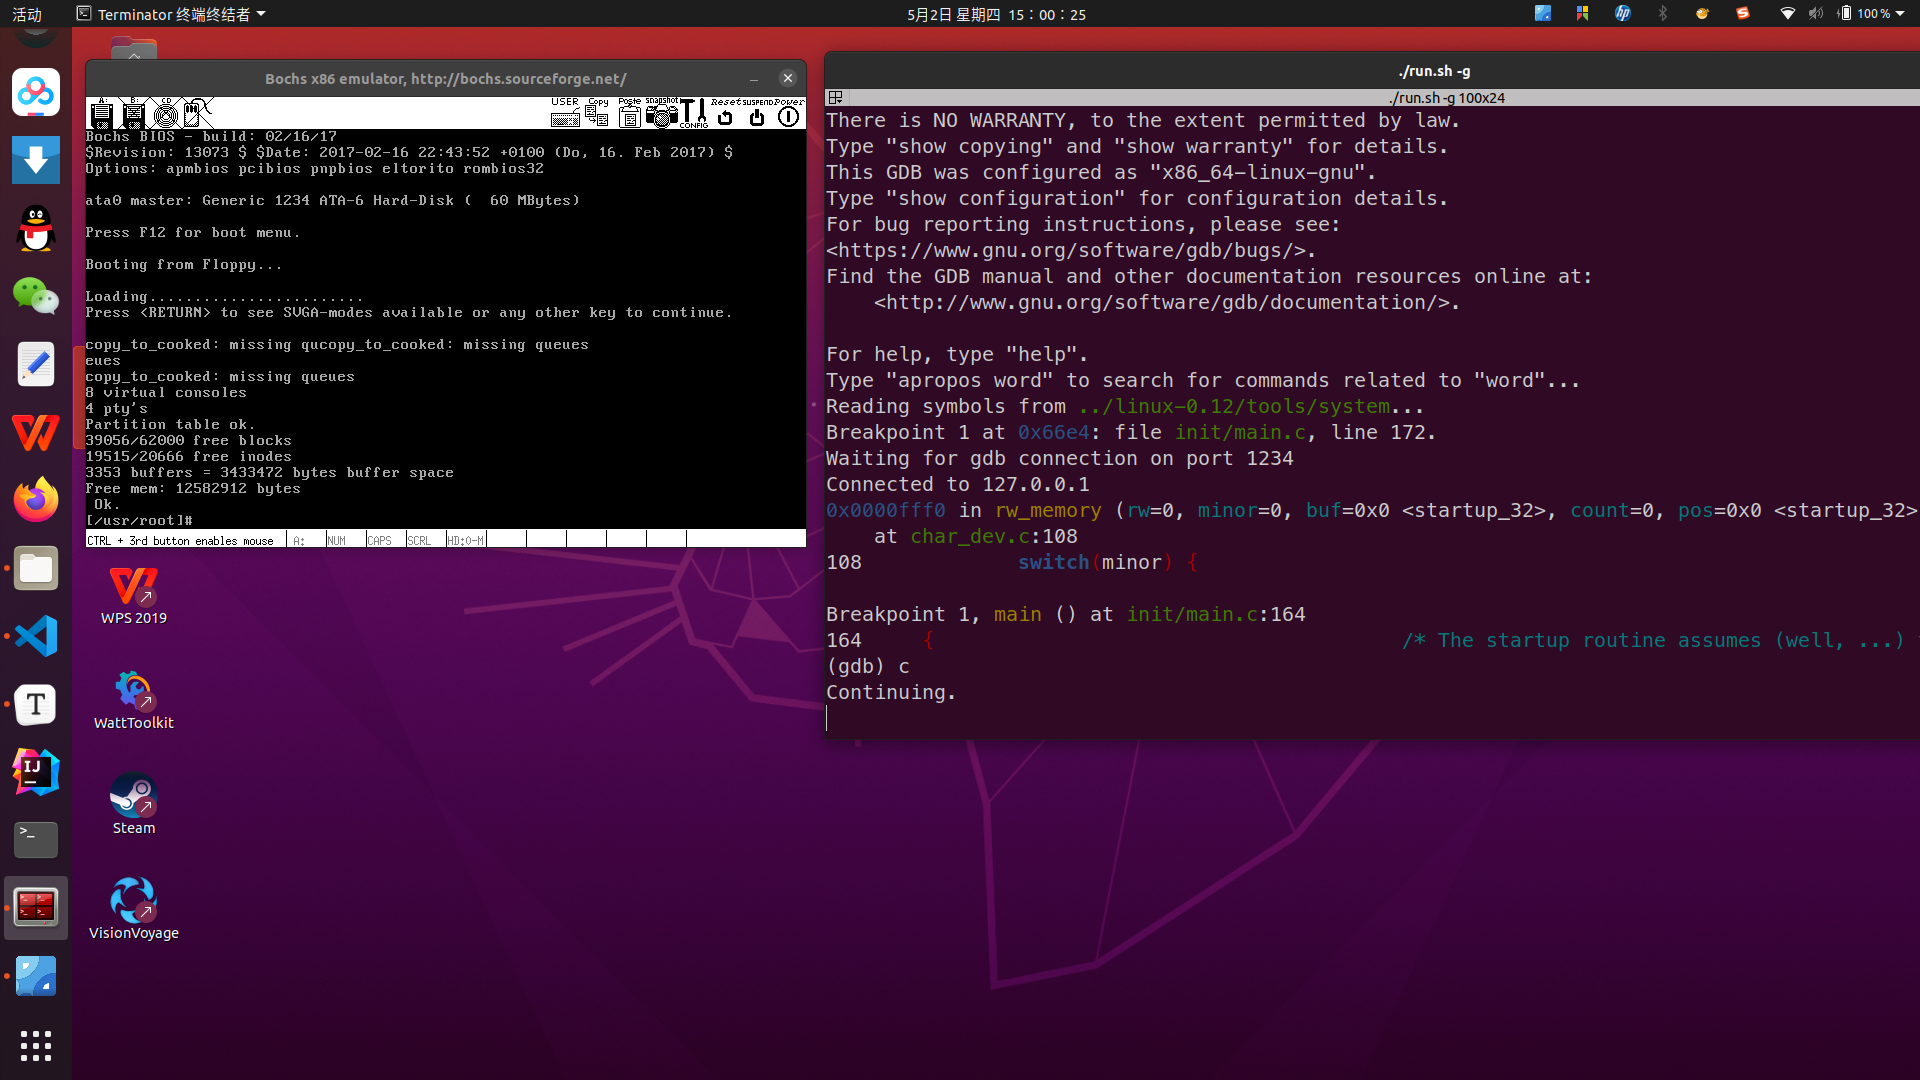 活动
Terminator 终端终结者
5月2日 星期四 15：00：25
100 %
Bochs x86 emulator, http://bochs.sourceforge.net/
A:
B:
CD
USER
Copy
Paste
snapshot
CONFIG
Reset
SUSPEND
Power
Bochs BIOS - build: 02/16/17
$Revision: 13073 $ $Date: 2017-02-16 22:43:52 +0100 (Do, 16. Feb 2017) $
Options: apmbios pcibios pnpbios eltorito rombios32
ata0 master: Generic 1234 ATA-6 Hard-Disk (  60 MBytes)
Press F12 for boot menu.
Booting from Floppy...
Loading........................
Press <RETURN> to see SVGA-modes available or any other key to continue.
copy_to_cooked: missing qucopy_to_cooked: missing queues
eues
copy_to_cooked: missing queues
8 virtual consoles
4 pty's
Partition table ok.
39056/62000 free blocks
19515/20666 free inodes
3353 buffers = 3433472 bytes buffer space
Free mem: 12582912 bytes
Ok.
[/usr/root]#
CTRL + 3rd button enables mouse
A:
NUM
CAPS
SCRL
HD:0-M
WPS 2019
WattToolkit
Steam
VisionVoyage
./run.sh -g
./run.sh -g 100x24
There is NO WARRANTY, to the extent permitted by law.
Type "show copying" and "show warranty" for details.
This GDB was configured as "x86_64-linux-gnu".
Type "show configuration" for configuration details.
For bug reporting instructions, please see:
<https://www.gnu.org/software/gdb/bugs/>.
Find the GDB manual and other documentation resources online at:
    <http://www.gnu.org/software/gdb/documentation/>.
For help, type "help".
Type "apropos word" to search for commands related to "word"...
Reading symbols from ../linux-0.12/tools/system...
Breakpoint 1 at 0x66e4: file init/main.c, line 172.
Waiting for gdb connection on port 1234
Connected to 127.0.0.1
0x0000fff0 in rw_memory (rw=0, minor=0, buf=0x0 <startup_32>, count=0, pos=0x0 <startup_32>
    at char_dev.c:108
108             switch(minor) {
Breakpoint 1, main () at init/main.c:164
164     {                                       /* The startup routine assumes (well, ...)
(gdb) c
Continuing.